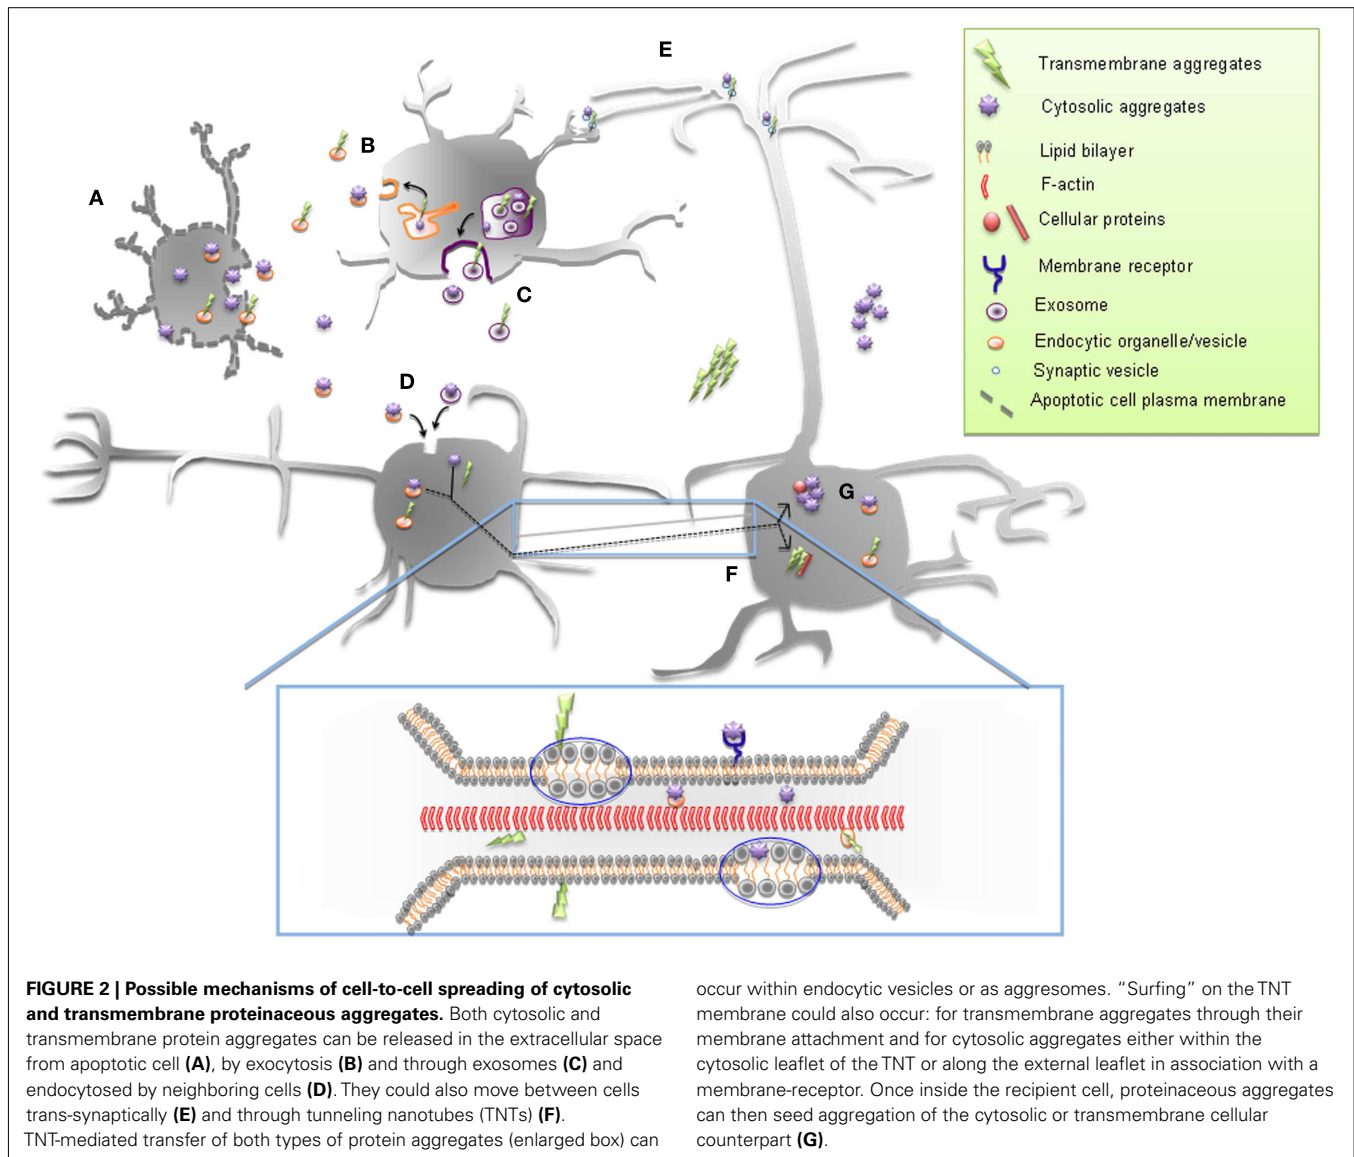 E
B
A
C
D
G
F
Transmembrane aggregates
Cytosolic aggregates
Lipid bilayer
F-actin
Cellular proteins
Membrane receptor
Exosome
Endocytic organelle/vesicle
Synaptic vesicle
Apoptotic cell plasma membrane
FIGURE 2 | Possible mechanisms of cell-to-cell spreading of cytosolic
and transmembrane proteinaceous aggregates. Both cytosolic and
transmembrane protein aggregates can be released in the extracellular space
from apoptotic cell (A), by exocytosis (B) and through exosomes (C) and
endocytosed by neighboring cells (D). They could also move between cells
trans-synaptically (E) and through tunneling nanotubes (TNTs) (F).
TNT-mediated transfer of both types of protein aggregates (enlarged box) can
occur within endocytic vesicles or as aggresomes. “Surfing” on the TNT
membrane could also occur: for transmembrane aggregates through their
membrane attachment and for cytosolic aggregates either within the
cytosolic leaflet of the TNT or along the external leaflet in association with a
membrane-receptor. Once inside the recipient cell, proteinaceous aggregates
can then seed aggregation of the cytosolic or transmembrane cellular
counterpart (G).